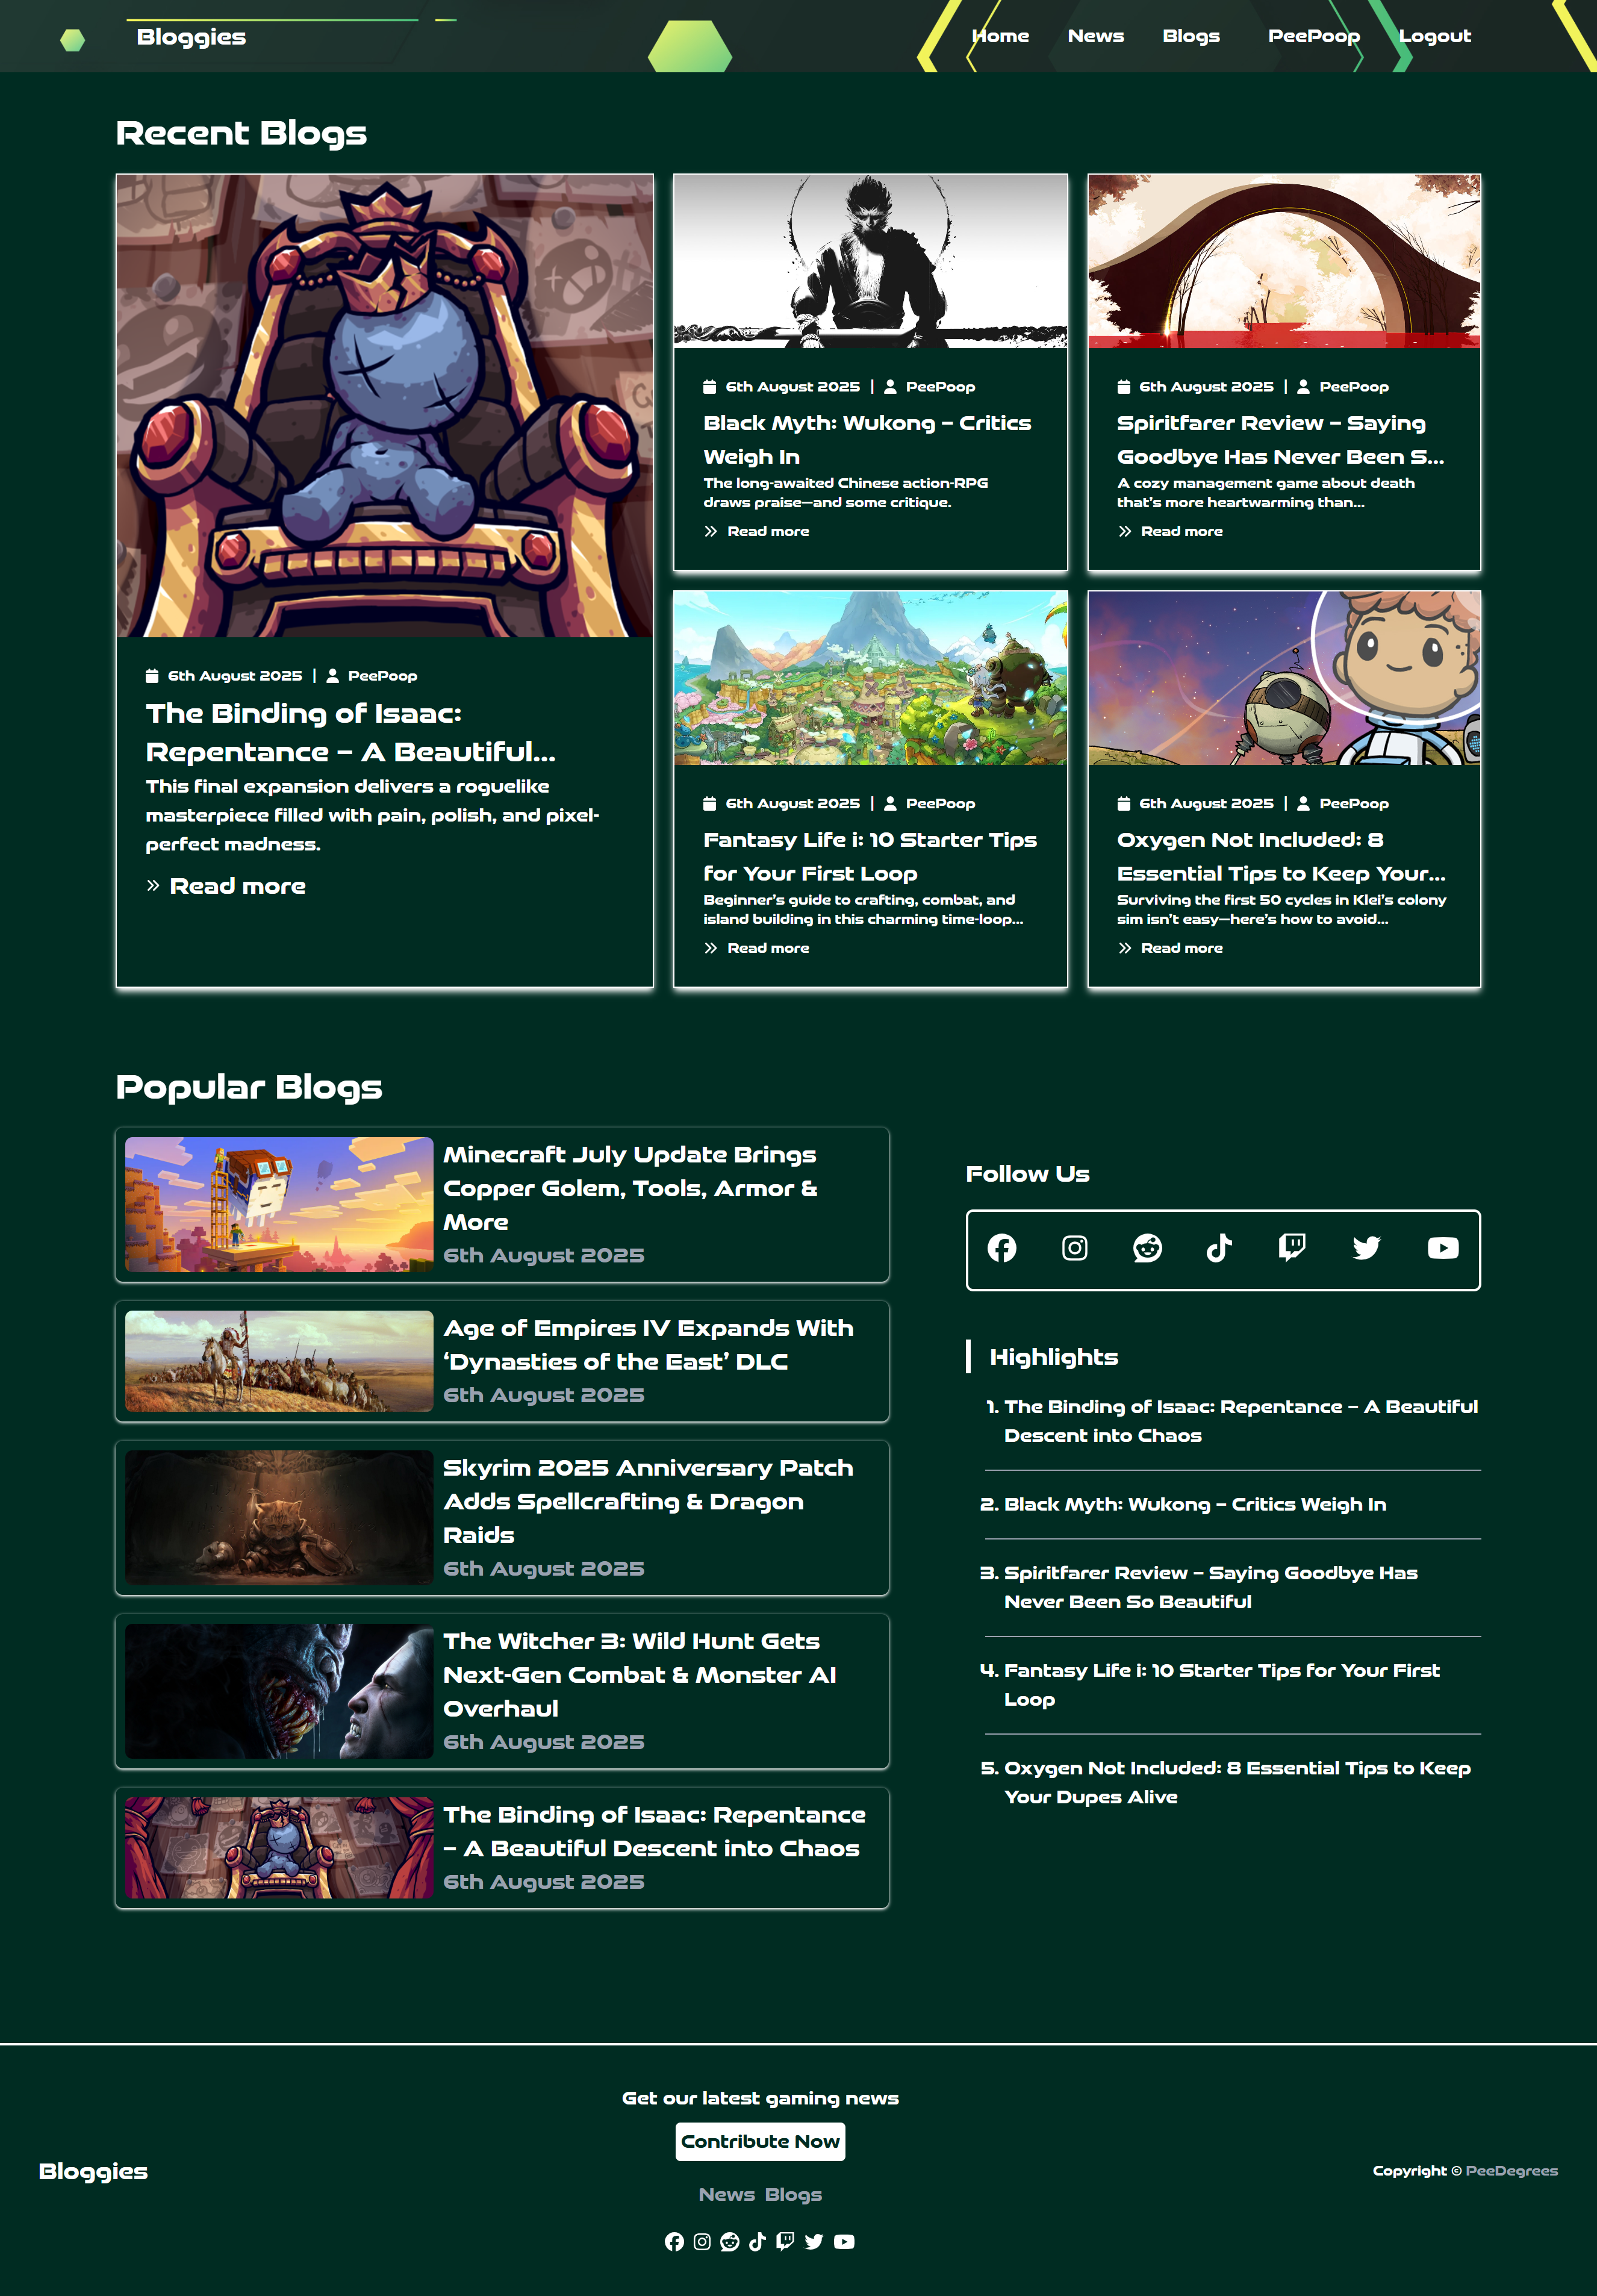 Bloggies
Home News Blogs PeePoop Logout
Recent Blogs
6th August 2025 | PeePoop
The Binding of Isaac:
Repentance – A Beautiful...
This final expansion delivers a roguelike
masterpiece filled with pain, polish, and pixel-
perfect madness.
Read more
6th August 2025 | PeePoop
Black Myth: Wukong – Critics
Weigh In
The long-awaited Chinese action-RPG
draws praise—and some critique.
Read more
6th August 2025 | PeePoop
Spiritfarer Review – Saying
Goodbye Has Never Been S...
A cozy management game about death
that’s more heartwarming than...
Read more
6th August 2025 | PeePoop
Fantasy Life i: 10 Starter Tips
for Your First Loop
Beginner’s guide to crafting, combat, and
island building in this charming time-loop...
Read more
6th August 2025 | PeePoop
Oxygen Not Included: 8
Essential Tips to Keep Your...
Surviving the first 50 cycles in Klei’s colony
sim isn’t easy—here’s how to avoid...
Read more
Popular Blogs
Minecraft July Update Brings
Copper Golem, Tools, Armor &
More
6th August 2025
Age of Empires IV Expands With
‘Dynasties of the East’ DLC
6th August 2025
Skyrim 2025 Anniversary Patch
Adds Spellcrafting & Dragon
Raids
6th August 2025
The Witcher 3: Wild Hunt Gets
Next-Gen Combat & Monster AI
Overhaul
6th August 2025
The Binding of Isaac: Repentance
– A Beautiful Descent into Chaos
6th August 2025
Follow Us
Highlights
1. The Binding of Isaac: Repentance – A Beautiful
Descent into Chaos
2. Black Myth: Wukong – Critics Weigh In
3. Spiritfarer Review – Saying Goodbye Has
Never Been So Beautiful
4. Fantasy Life i: 10 Starter Tips for Your First
Loop
5. Oxygen Not Included: 8 Essential Tips to Keep
Your Dupes Alive
Bloggies
Get our latest gaming news
Contribute Now
News Blogs
Copyright © PeeDegrees